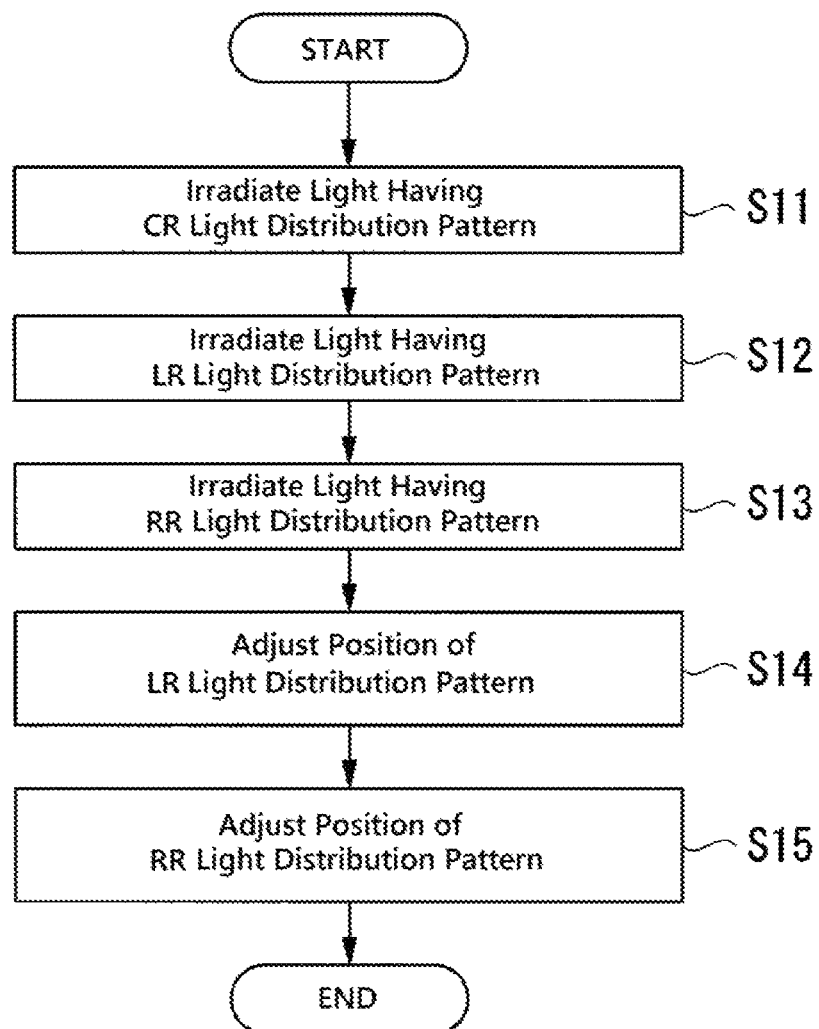 START
Irradiate Light Having
CR Light Distribution Pattern
S11
Irradiate Light Having
LR Light Distribution Pattern
S12
Irradiate Light Having
RR Light Distribution Pattern
S13
Adjust Position of
LR Light Distribution Pattern
S14
Adjust Position of
RR Light Distribution Pattern
S15
END